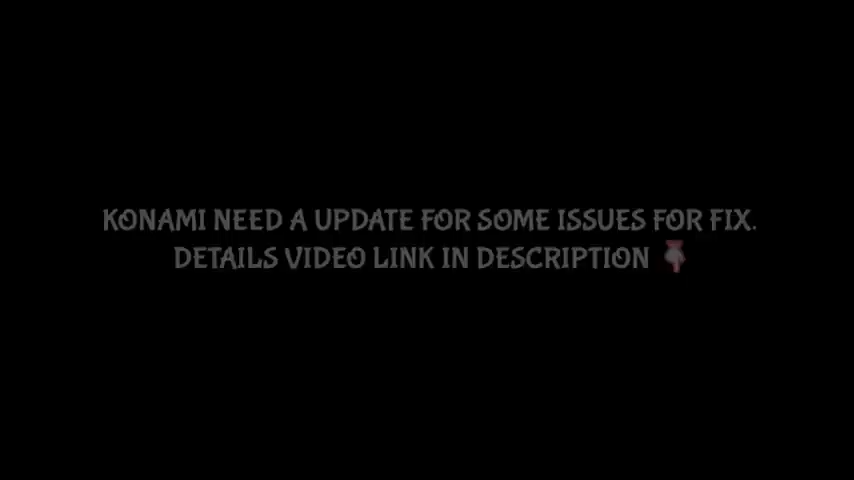 KONAMI NEED A UPDATE FOR SOME ISSUES FOR FIX.
DETAILS VIDEO LINK IN DESCRIPTION 👇